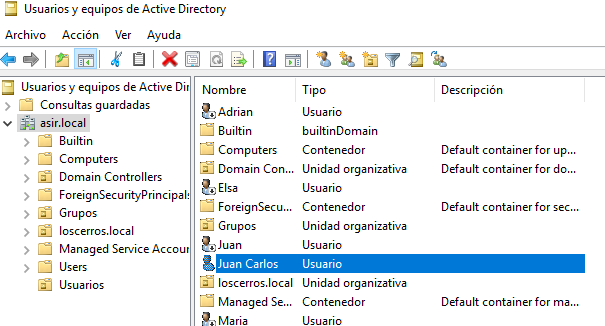 Usuarios y equipos de Active Directory
Archivo Acción Ver Ayuda
Usuarios y equipos de Active Dir
Consultas guardadas
asir.local
Builtin
Computers
Domain Controllers
ForeignSecurityPrincipals
Grupos
loscerros.local
Managed Service Accour
Users
Usuarios
Nombre Tipo Descripción
Adrian Usuario
Builtin builtinDomain
Computers Contenedor Default container for up...
Domain Con... Unidad organizativa Default container for do...
Elsa Usuario
ForeignSecu... Contenedor Default container for sec...
Grupos Unidad organizativa
Juan Usuario
Juan Carlos Usuario
loscerros.local Unidad organizativa
Managed Se... Contenedor Default container for ma...
Maria Usuario